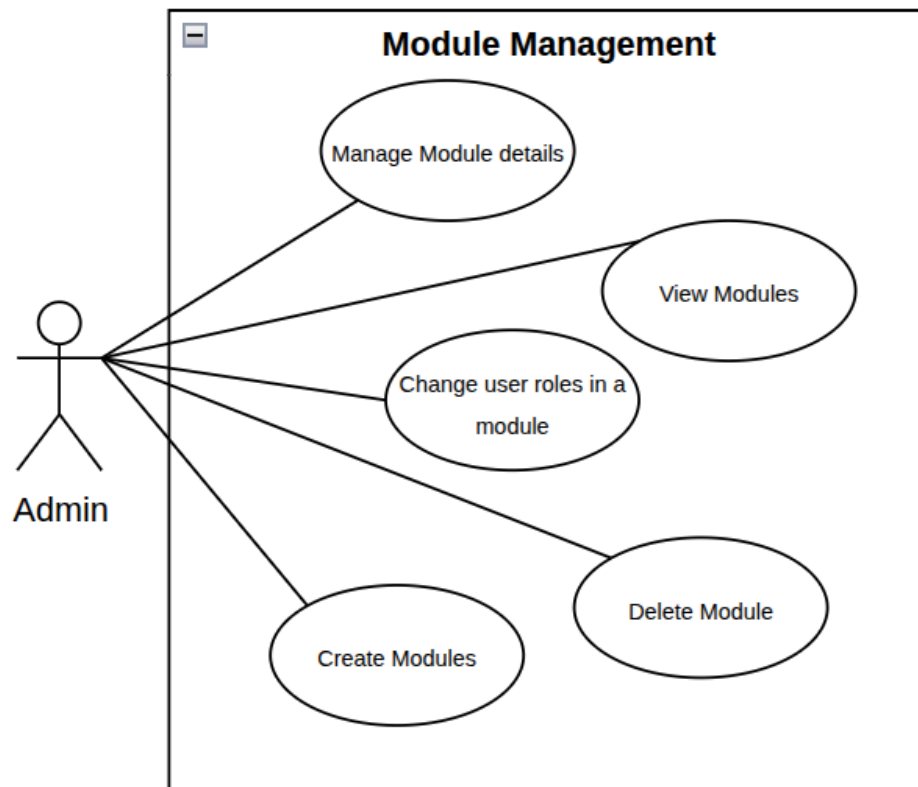 Module Management
Manage Module details
View Modules
Change user roles in a
module
Admin
Delete Module
Create Modules